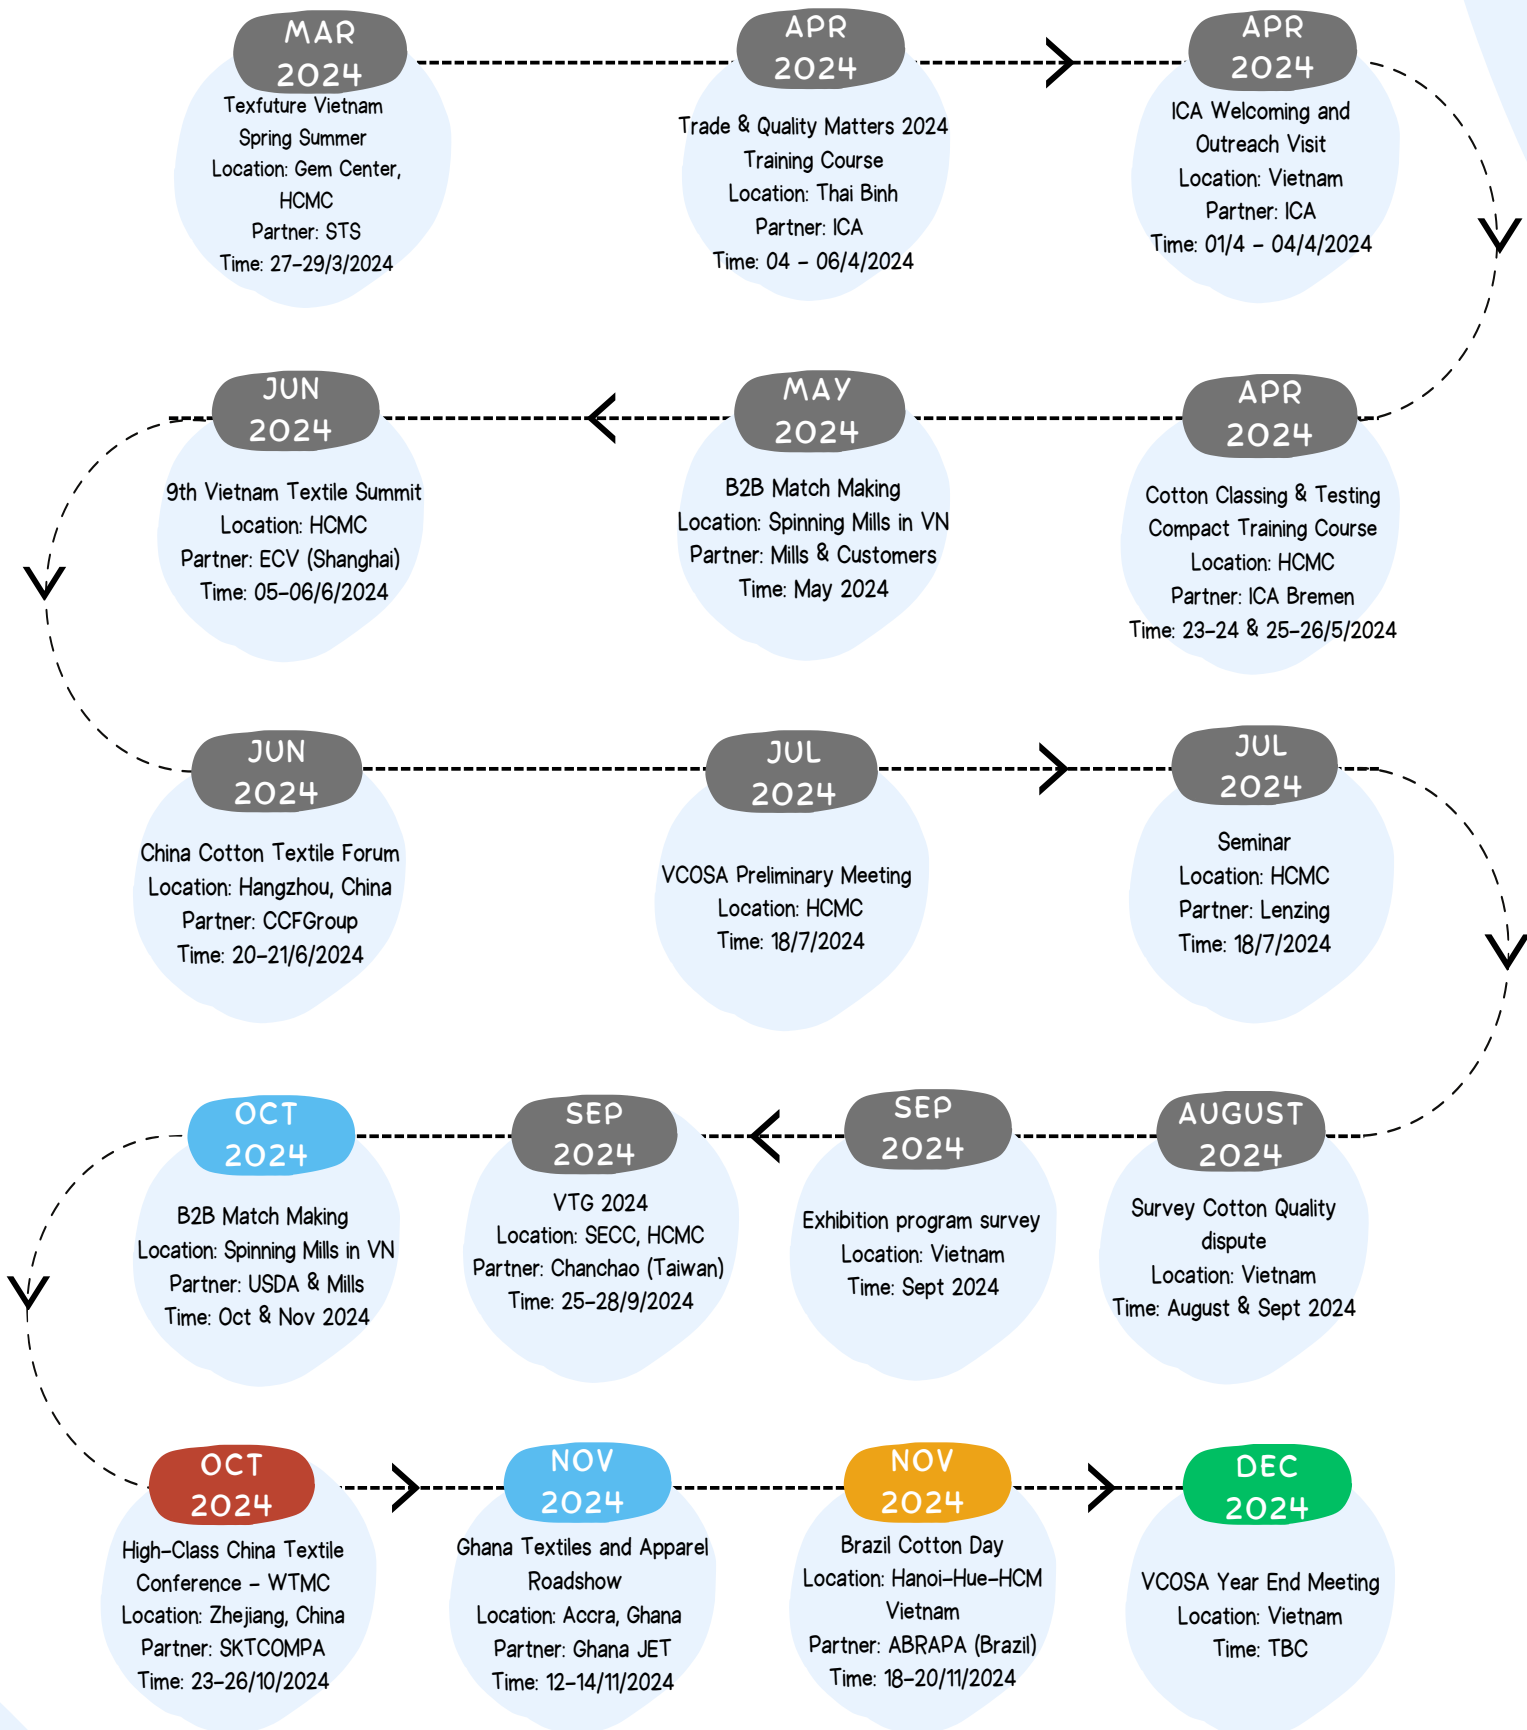 MAR
2024
Texfuture Vietnam
Spring Summer
Location: Gem Center,
HCMC
Partner: STS
Time: 27-29/3/2024
APR
2024
Trade & Quality Matters 2024
Training Course
Location: Thai Binh
Partner: ICA
Time: 04 - 06/4/2024
APR
2024
ICA Welcoming and
Outreach Visit
Location: Vietnam
Partner: ICA
Time: 01/4 - 04/4/2024
APR
2024
Cotton Classing & Testing
Compact Training Course
Location: HCMC
Partner: ICA Bremen
Time: 23-24 & 25-26/5/2024
MAY
2024
B2B Match Making
Location: Spinning Mills in VN
Partner: Mills & Customers
Time: May 2024
JUN
2024
9th Vietnam Textile Summit
Location: HCMC
Partner: ECV (Shanghai)
Time: 05-06/6/2024
JUN
2024
China Cotton Textile Forum
Location: Hangzhou, China
Partner: CCFGroup
Time: 20-21/6/2024
JUL
2024
VCOSA Preliminary Meeting
Location: HCMC
Time: 18/7/2024
JUL
2024
Seminar
Location: HCMC
Partner: Lenzing
Time: 18/7/2024
AUGUST
2024
Survey Cotton Quality
dispute
Location: Vietnam
Time: August & Sept 2024
SEP
2024
Exhibition program survey
Location: Vietnam
Time: Sept 2024
SEP
2024
VTG 2024
Location: SECC, HCMC
Partner: Chanchao (Taiwan)
Time: 25-28/9/2024
OCT
2024
B2B Match Making
Location: Spinning Mills in VN
Partner: USDA & Mills
Time: Oct & Nov 2024
OCT
2024
High-Class China Textile
Conference - WTMC
Location: Zhejiang, China
Partner: SKTCOMPA
Time: 23-26/10/2024
NOV
2024
Ghana Textiles and Apparel
Roadshow
Location: Accra, Ghana
Partner: Ghana JET
Time: 12-14/11/2024
NOV
2024
Brazil Cotton Day
Location: Hanoi-Hue-HCM
Vietnam
Partner: ABRAPA (Brazil)
Time: 18-20/11/2024
DEC
2024
VCOSA Year End Meeting
Location: Vietnam
Time: TBC